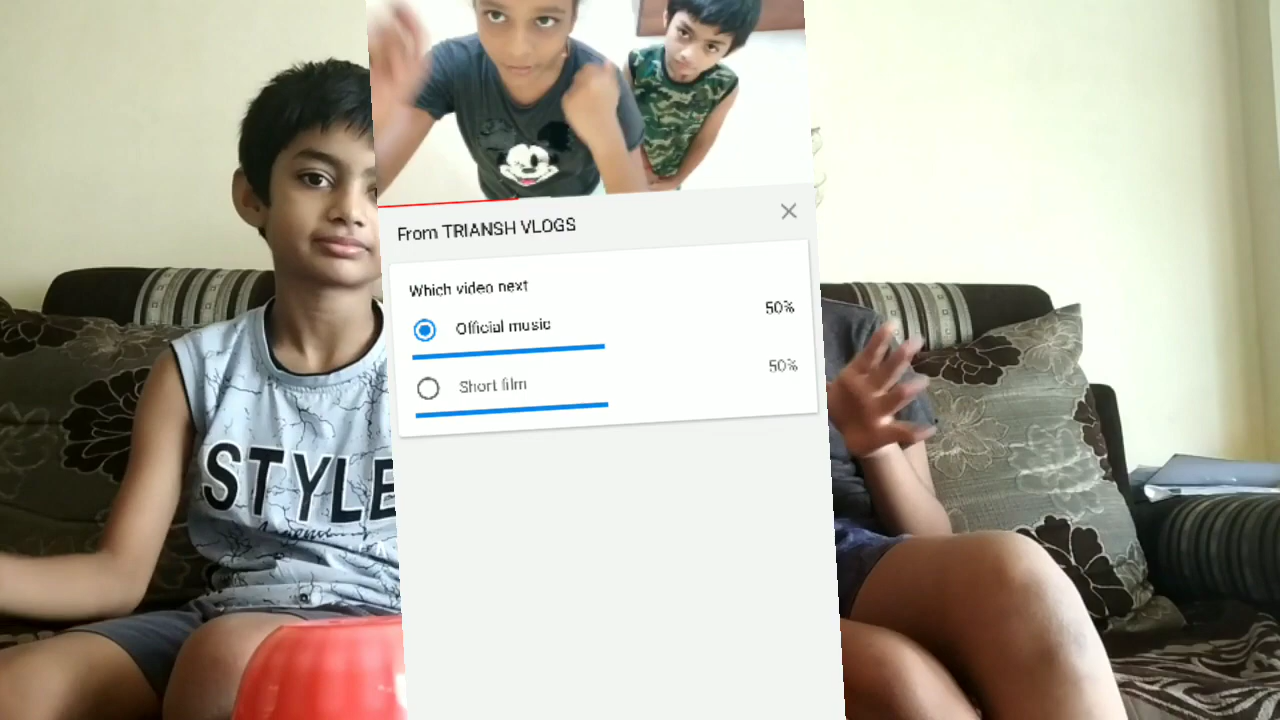 From TRIANSH VLOGS
Which video next
50%
Official music
50%
Short film
STYLE